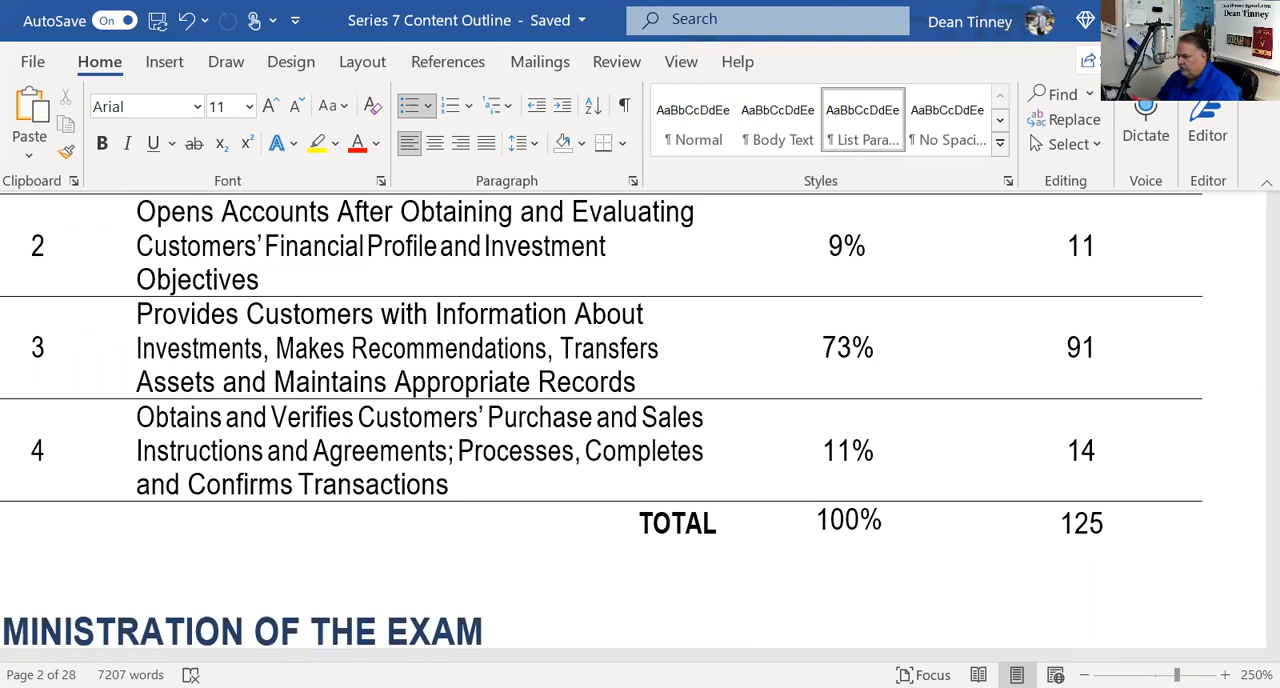 AutoSave On Series 7 Content Outline - Saved Search Dean Tinney
File Home Insert Draw Design Layout References Mailings Review View Help
Paste
Clipboard
Arial 11
Font
Paragraph
AaBbCcDdEe AaBbCcDdEe AaBbCcDdEe AaBbCcDdEe
¶ Normal ¶ Body Text ¶ List Para... ¶ No Spaci...
Styles
Find
Replace
Select
Editing
Dictate
Voice
Editor
Editor
Dean Tinney
2 Opens Accounts After Obtaining and Evaluating
Customers' Financial Profile and Investment 9% 11
Objectives
Provides Customers with Information About
3 Investments, Makes Recommendations, Transfers 73% 91
Assets and Maintains Appropriate Records
Obtains and Verifies Customers' Purchase and Sales
4 Instructions and Agreements; Processes, Completes 11% 14
and Confirms Transactions
TOTAL 100% 125
MINISTRATION OF THE EXAM
Page 2 of 28 7207 words Focus 250%